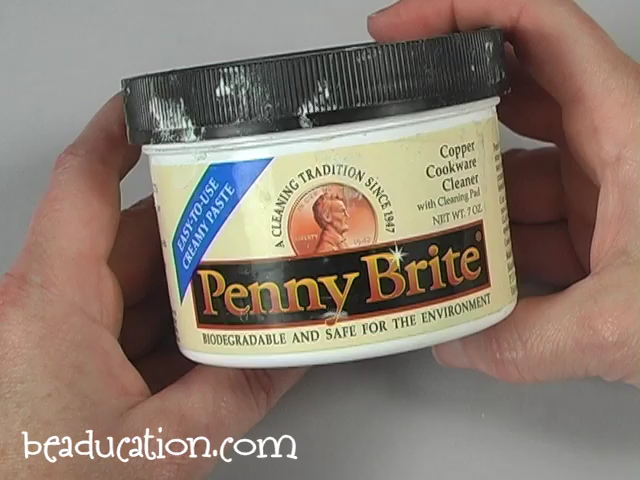 Copper
Cookware
Cleaner
with Cleaning Pad
NET WT. 7 OZ.
EASY-TO-USE
CREAMY PASTE
A CLEANING TRADITION SINCE 1947
LIBERTY
Penny Brite®
BIODEGRADABLE AND SAFE FOR THE ENVIRONMENT
beaducation.com